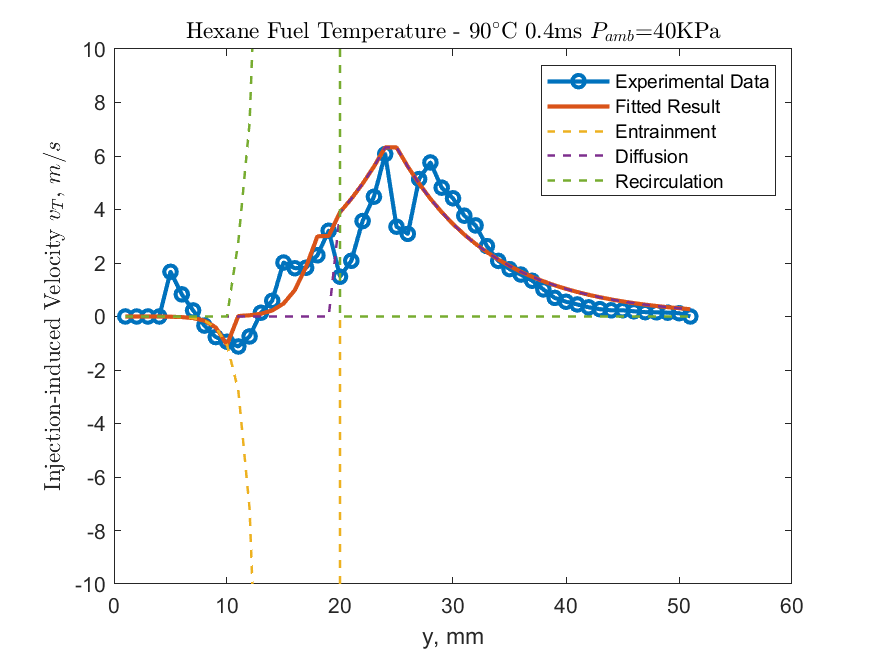 Hexane Fuel Temperature - 90°C 0.4ms P_amb=40KPa
Experimental Data
Fitted Result
Entrainment
Diffusion
Recirculation
Injection-induced Velocity v_T, m/s
10
8
6
4
2
0
-2
-4
-6
-8
-10
0 10 20 30 40 50 60
y, mm